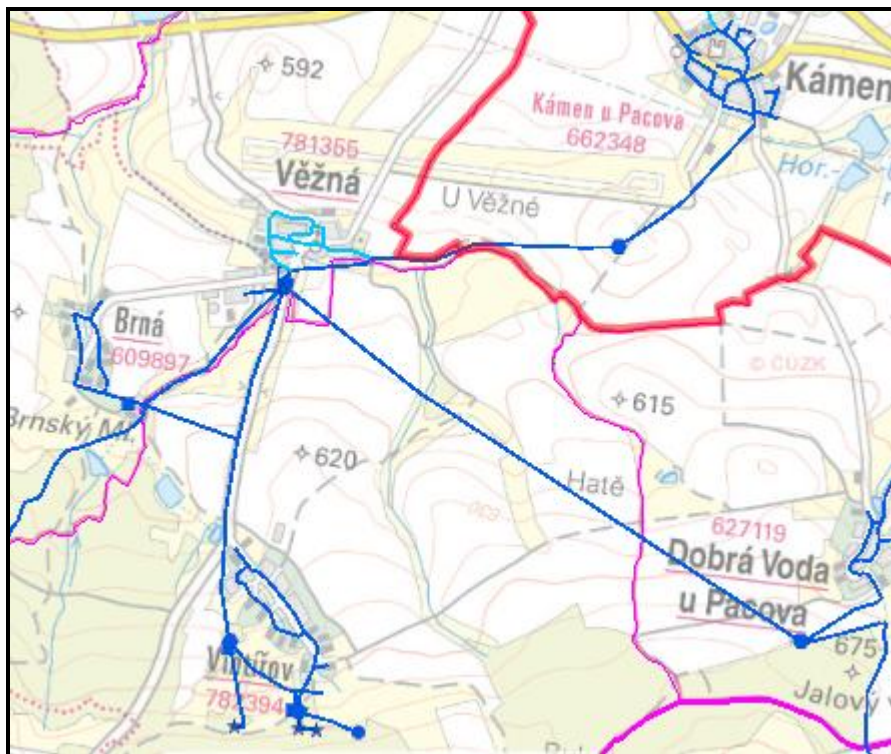 592
Kámen
Kámen u Pacova
662348
781355
Věžná
Hor.
U Věžné
Brná
609897
© ČÚZK
615
Brnský Ml.
620
Hatě
627119
Dobrá Voda
u Pacova
675
Vintířov
782394
Jalový v